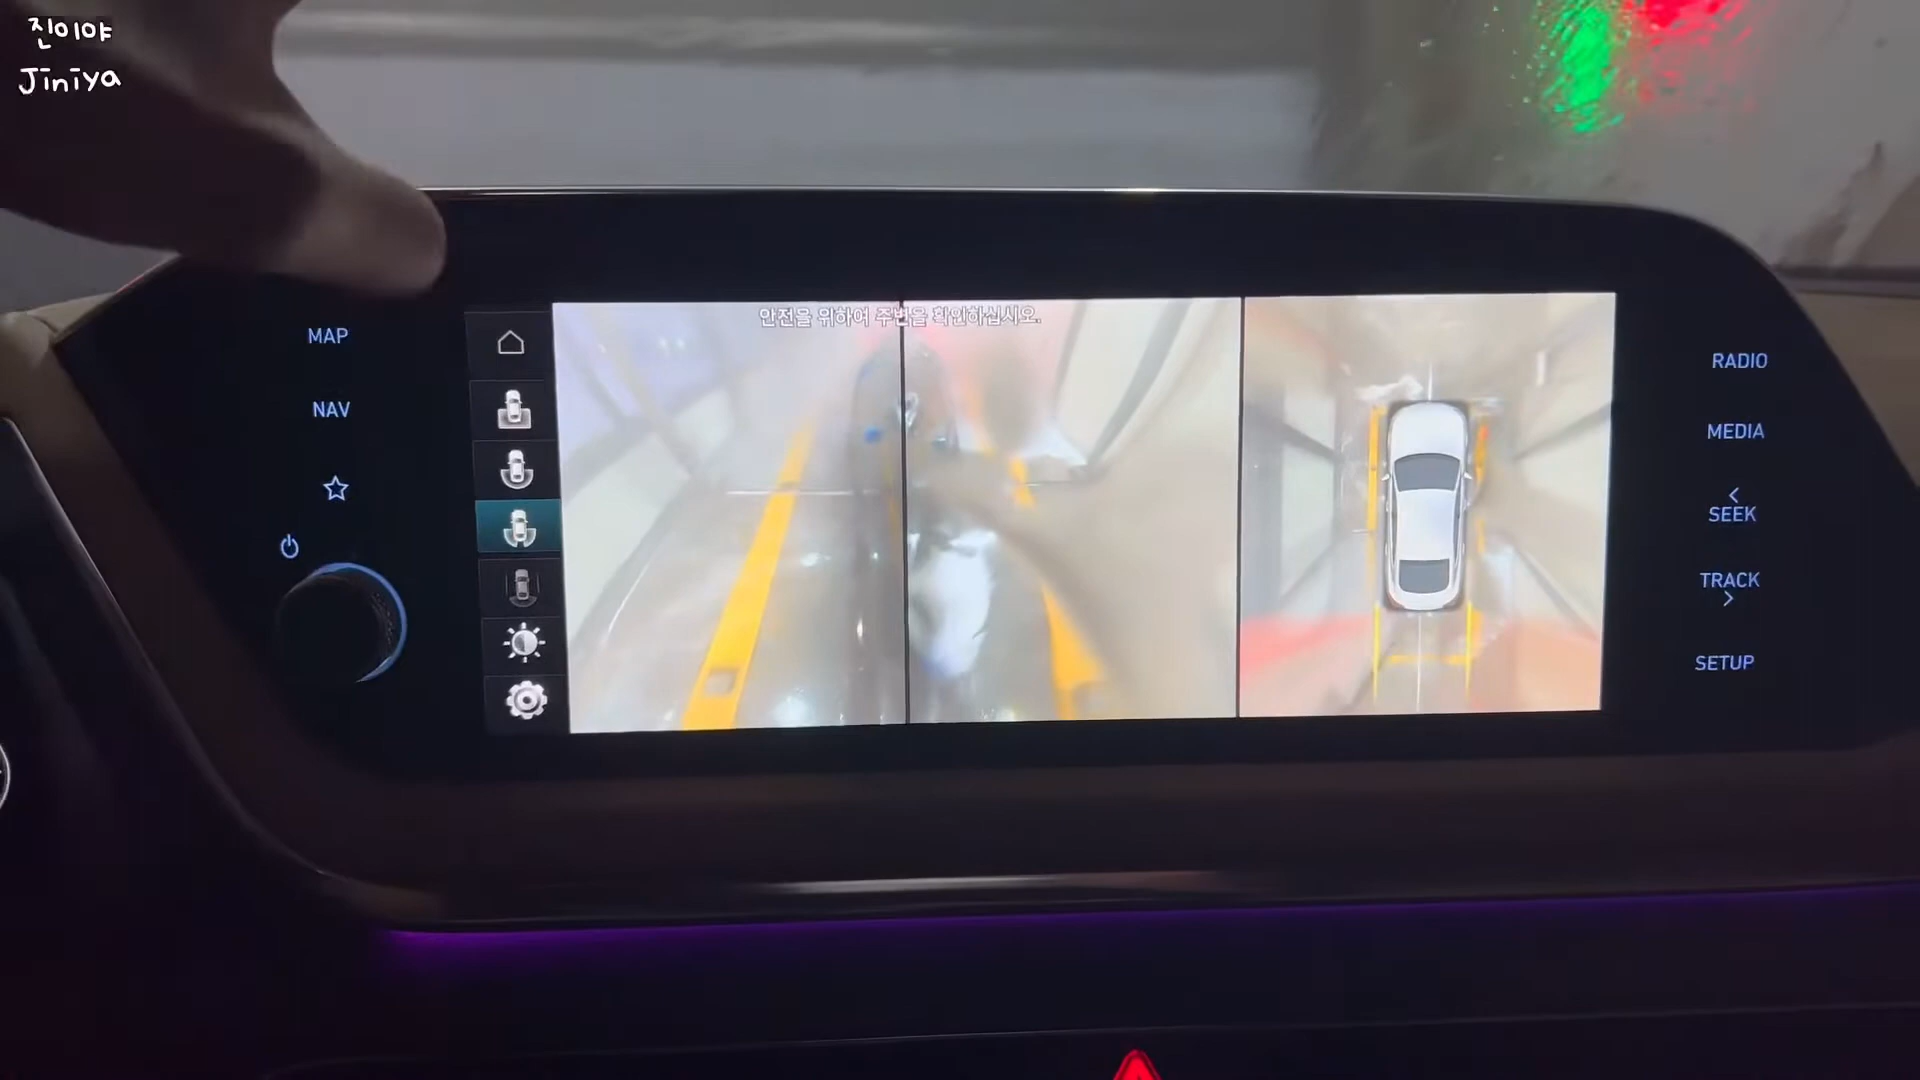 진이야
Jiniya
안전을 위하여 주변을 확인하십시오.
MAP
NAV
RADIO
MEDIA
SEEK
TRACK
SETUP